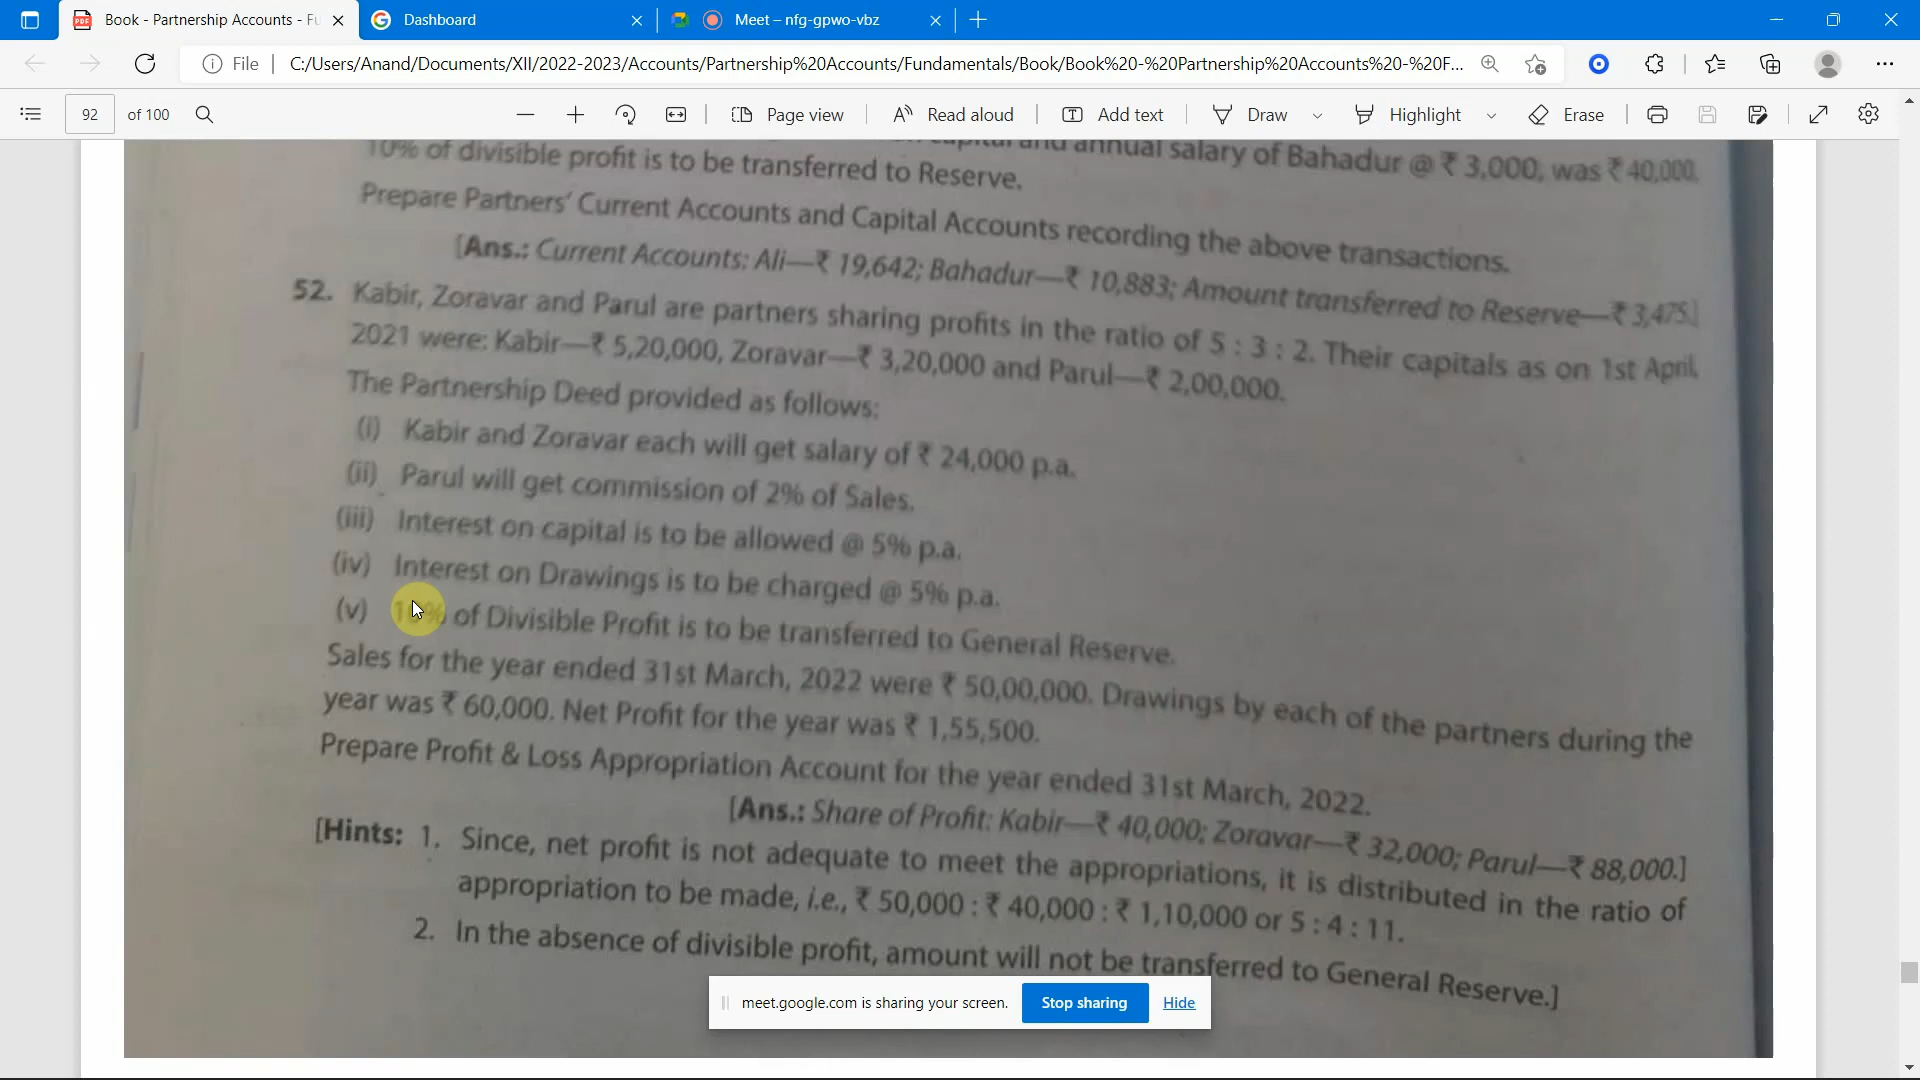 Book - Partnership Accounts - Fu
Dashboard
Meet – nfg-gpwo-vbz
File
C:/Users/Anand/Documents/XII/2022-2023/Accounts/Partnership%20Accounts/Fundamentals/Book/Book%20-%20Partnership%20Accounts%20-%20F...
92 of 100
Page view
Read aloud
Add text
Draw
Highlight
Erase
and annual salary of Bahadur @ ₹ 3,000, was ₹ 40,000.
10% of divisible profit is to be transferred to Reserve.
Prepare Partners' Current Accounts and Capital Accounts recording the above transactions.
[Ans.: Current Accounts: Ali—₹ 19,642; Bahadur—₹ 10,883; Amount transferred to Reserve—₹ 3,475.]
52. Kabir, Zoravar and Parul are partners sharing profits in the ratio of 5 : 3 : 2. Their capitals as on 1st April,
2021 were: Kabir—₹ 5,20,000, Zoravar—₹ 3,20,000 and Parul—₹ 2,00,000.
The Partnership Deed provided as follows:
(i) Kabir and Zoravar each will get salary of ₹ 24,000 p.a.
(ii) Parul will get commission of 2% of Sales.
(iii) Interest on capital is to be allowed @ 5% p.a.
(iv) Interest on Drawings is to be charged @ 5% p.a.
(v) 10% of Divisible Profit is to be transferred to General Reserve.
Sales for the year ended 31st March, 2022 were ₹ 50,00,000. Drawings by each of the partners during the
year was ₹ 60,000. Net Profit for the year was ₹ 1,55,500.
Prepare Profit & Loss Appropriation Account for the year ended 31st March, 2022.
[Ans.: Share of Profit: Kabir—₹ 40,000; Zoravar—₹ 32,000; Parul—₹ 88,000.]
[Hints: 1. Since, net profit is not adequate to meet the appropriations, it is distributed in the ratio of
appropriation to be made, i.e., ₹ 50,000 : ₹ 40,000 : ₹ 1,10,000 or 5 : 4 : 11.
2. In the absence of divisible profit, amount will not be transferred to General Reserve.]
meet.google.com is sharing your screen.
Stop sharing
Hide